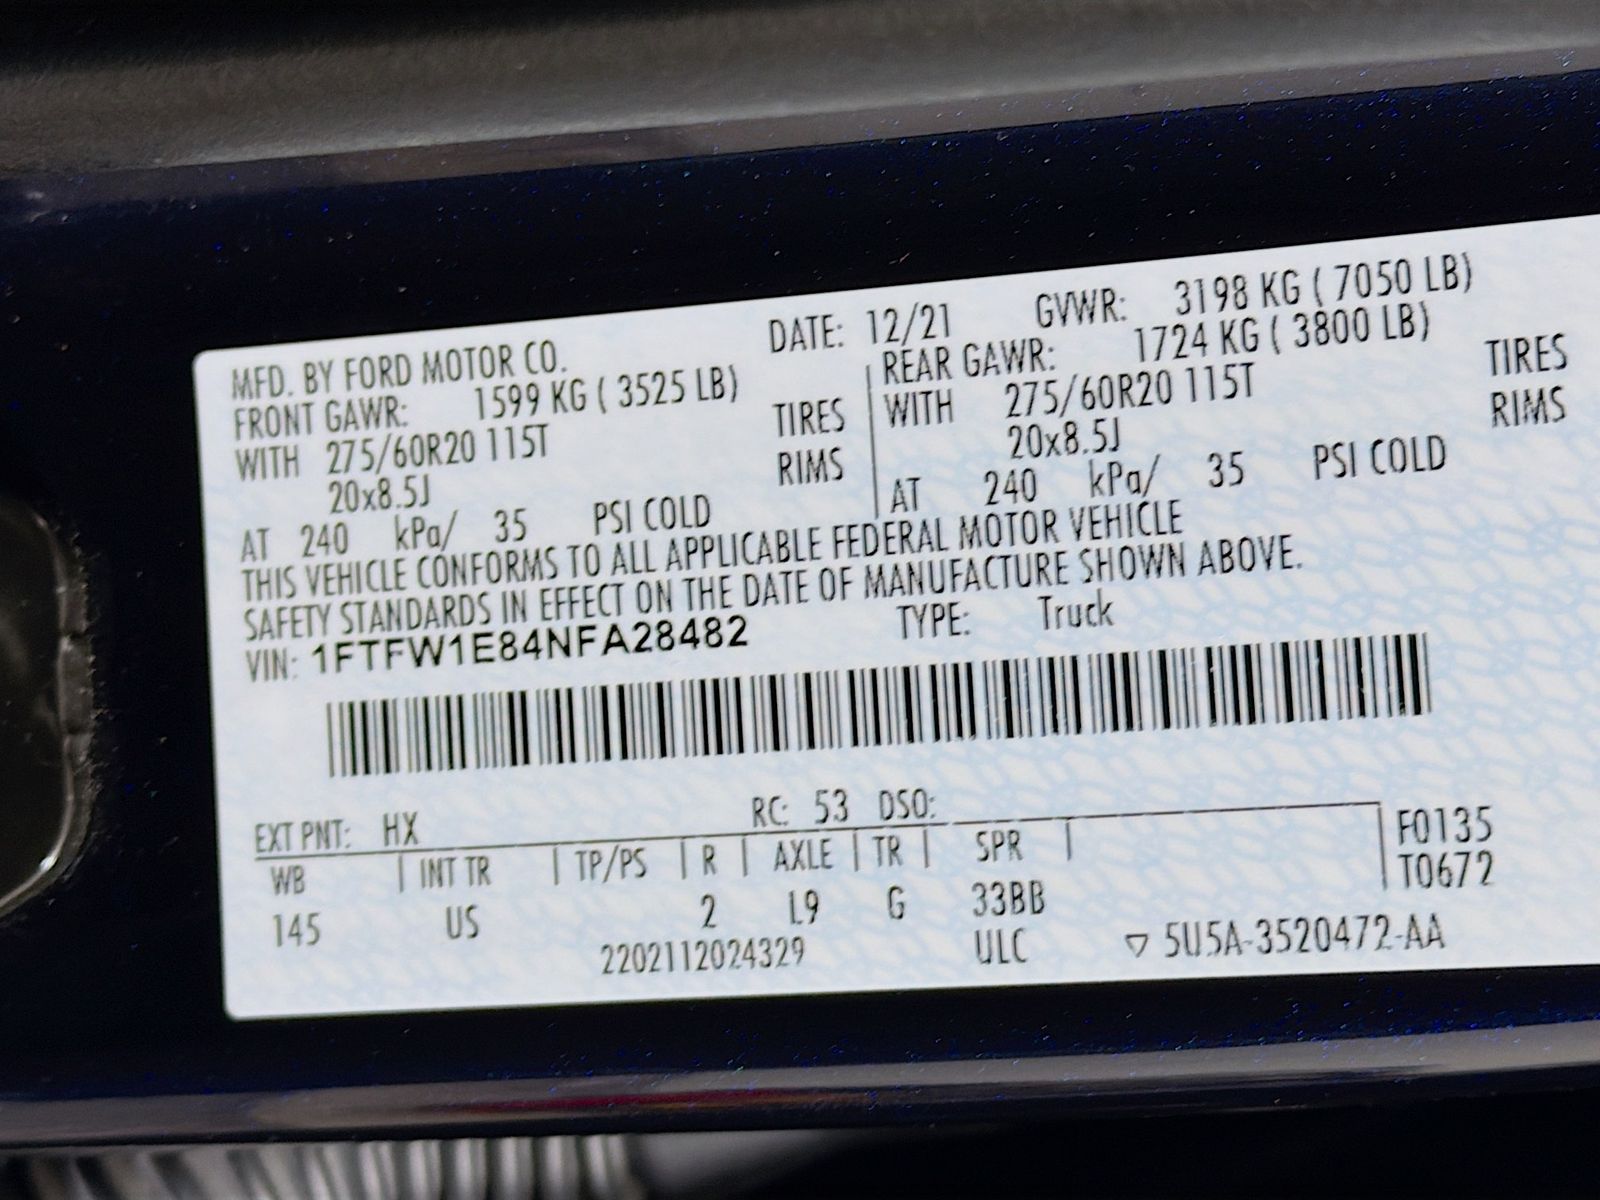 MFD. BY FORD MOTOR CO. DATE: 12/21 GVWR: 3198 KG ( 7050 LB)
FRONT GAWR: 1599 KG ( 3525 LB) REAR GAWR: 1724 KG ( 3800 LB)
WITH 275/60R20 115T TIRES WITH 275/60R20 115T TIRES
20x8.5J RIMS 20x8.5J RIMS
AT 240 kPa/ 35 PSI COLD AT 240 kPa/ 35 PSI COLD
THIS VEHICLE CONFORMS TO ALL APPLICABLE FEDERAL MOTOR VEHICLE
SAFETY STANDARDS IN EFFECT ON THE DATE OF MANUFACTURE SHOWN ABOVE.
VIN: 1FTFW1E84NFA28482 TYPE: Truck
EXT PNT: HX RC: 53 DSO:
WB | INT TR | TP/PS | R | AXLE | TR | SPR | F0135
T0672
145 US 2 L9 G 33BB
2202112024329 ULC ▽ 5U5A-3520472-AA